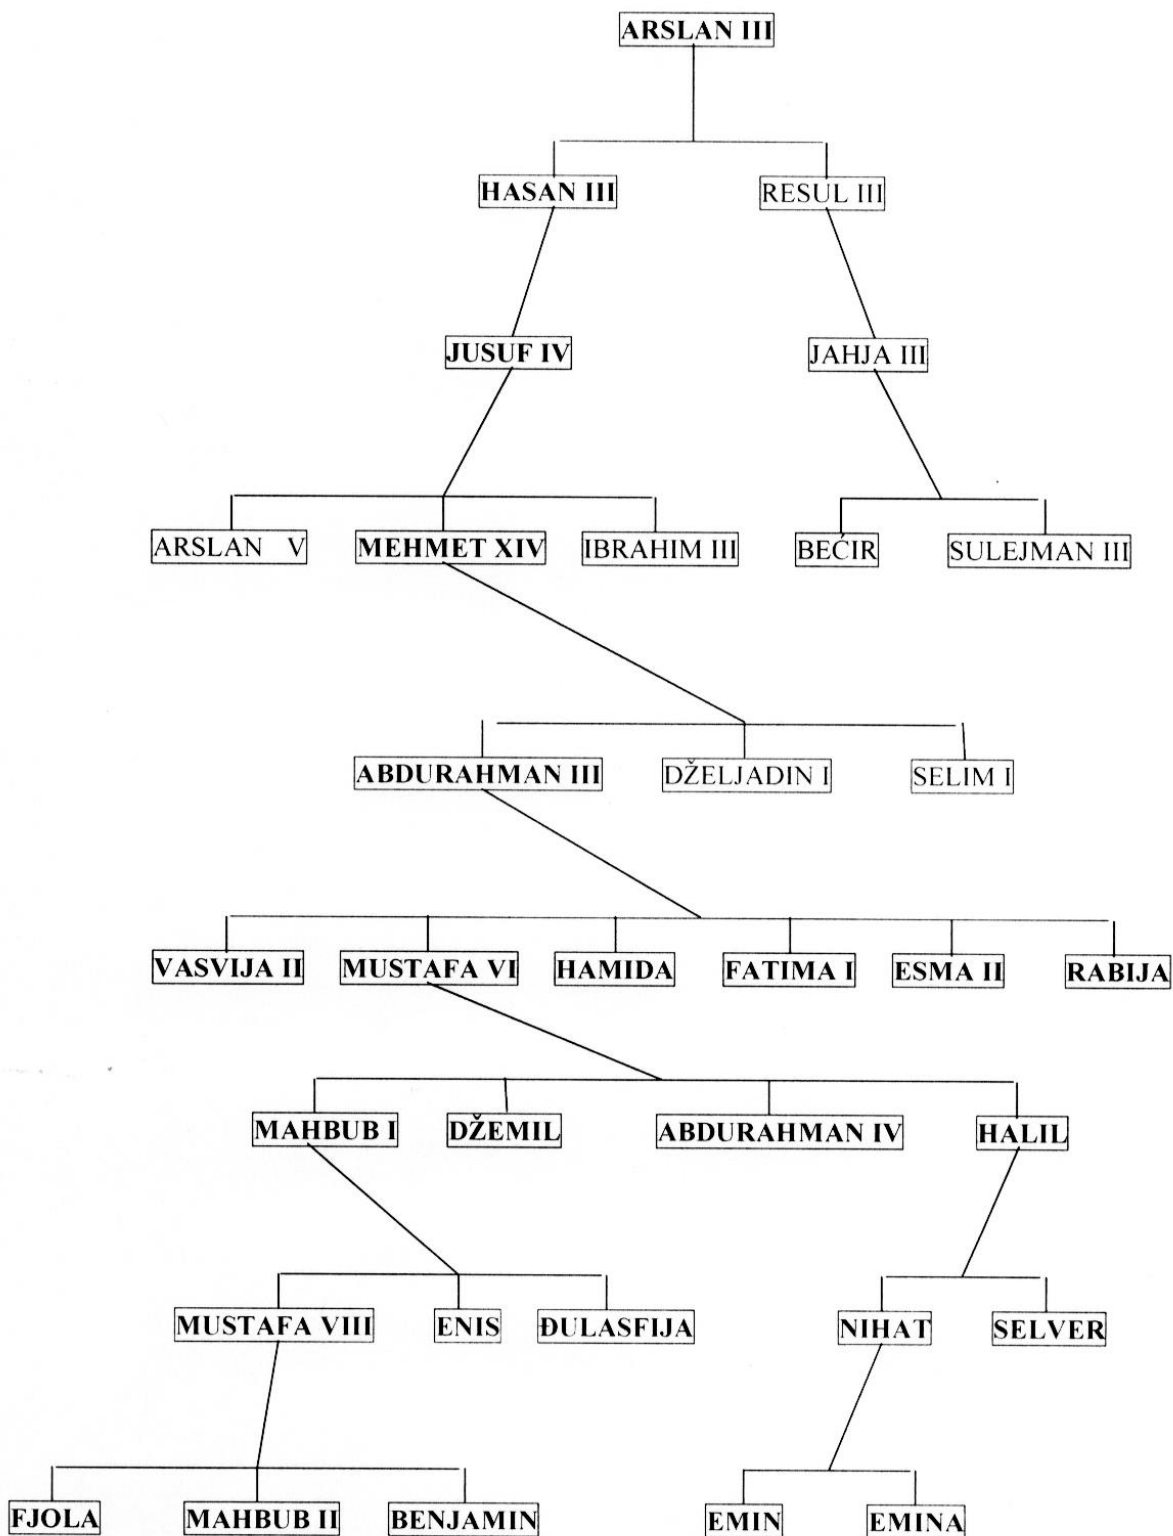 ARSLAN III
HASAN III RESUL III
JUSUF IV JAHJA III
ARSLAN V MEHMET XIV IBRAHIM III BEĆIR SULEJMAN III
ABDURAHMAN III DŽELJADIN I SELIM I
VASVIJA II MUSTAFA VI HAMIDA FATIMA I ESMA II RABIJA
MAHBUB I DŽEMIL ABDURAHMAN IV HALIL
MUSTAFA VIII ENIS ĐULASFIJA NIHAT SELVER
FJOLA MAHBUB II BENJAMIN EMIN EMINA